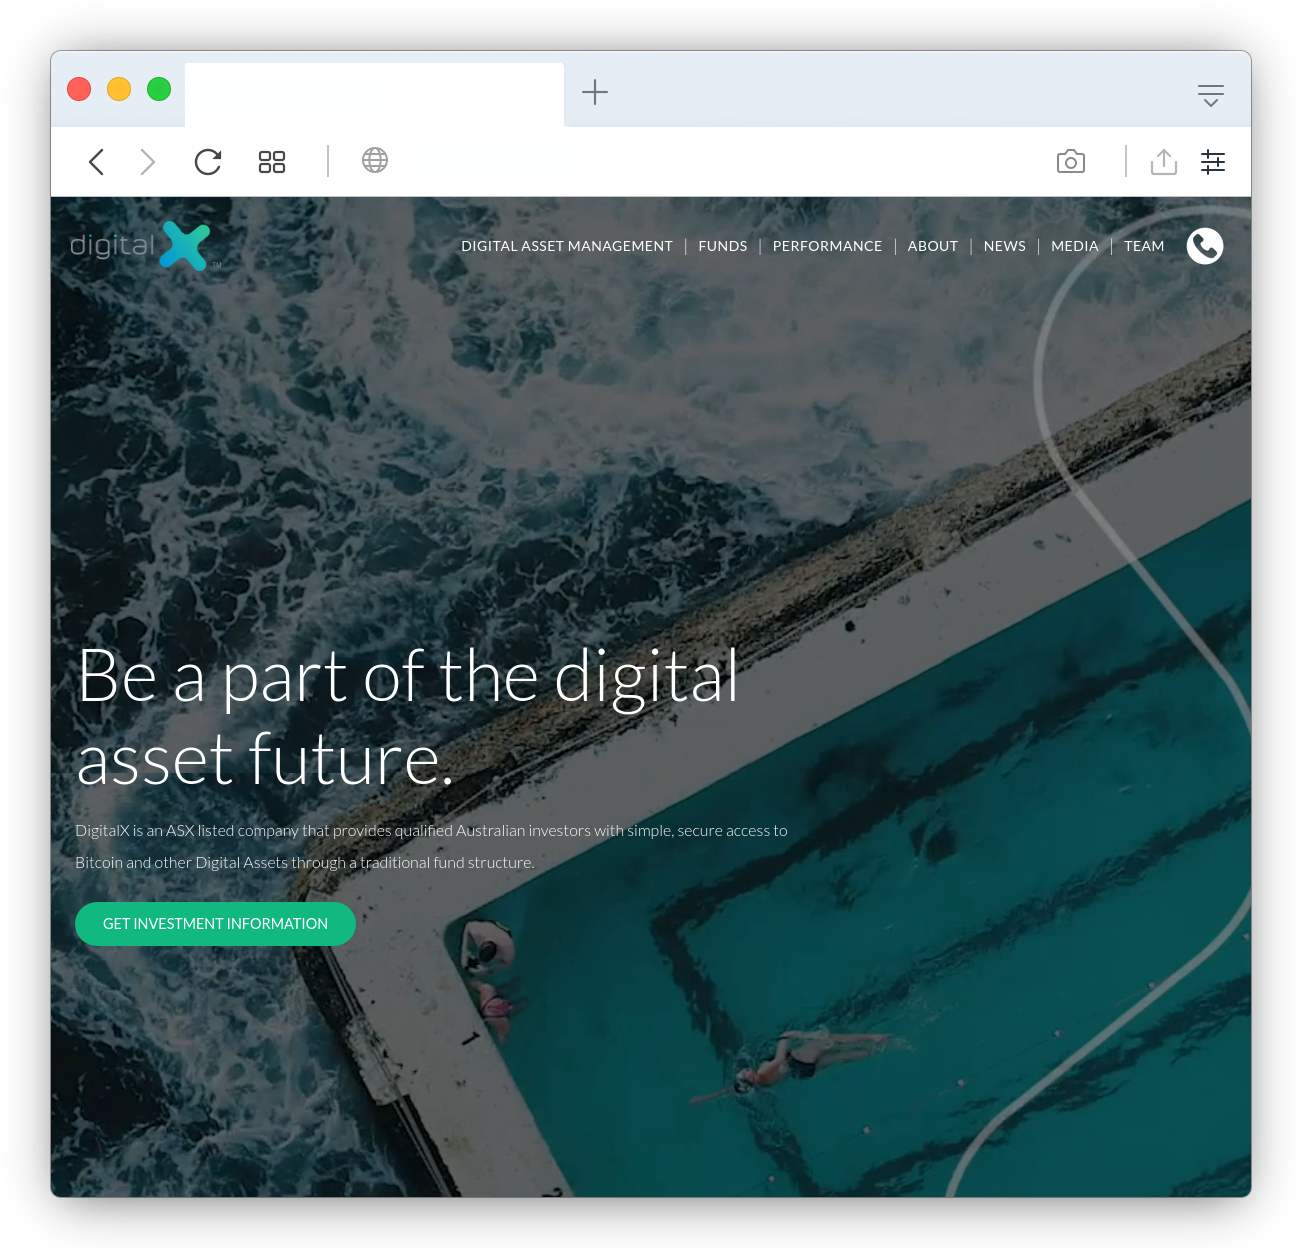 digital X ™
DIGITAL ASSET MANAGEMENT | FUNDS | PERFORMANCE | ABOUT | NEWS | MEDIA | TEAM
Be a part of the digital
asset future.
DigitalX is an ASX listed company that provides qualified Australian investors with simple, secure access to
Bitcoin and other Digital Assets through a traditional fund structure.
GET INVESTMENT INFORMATION